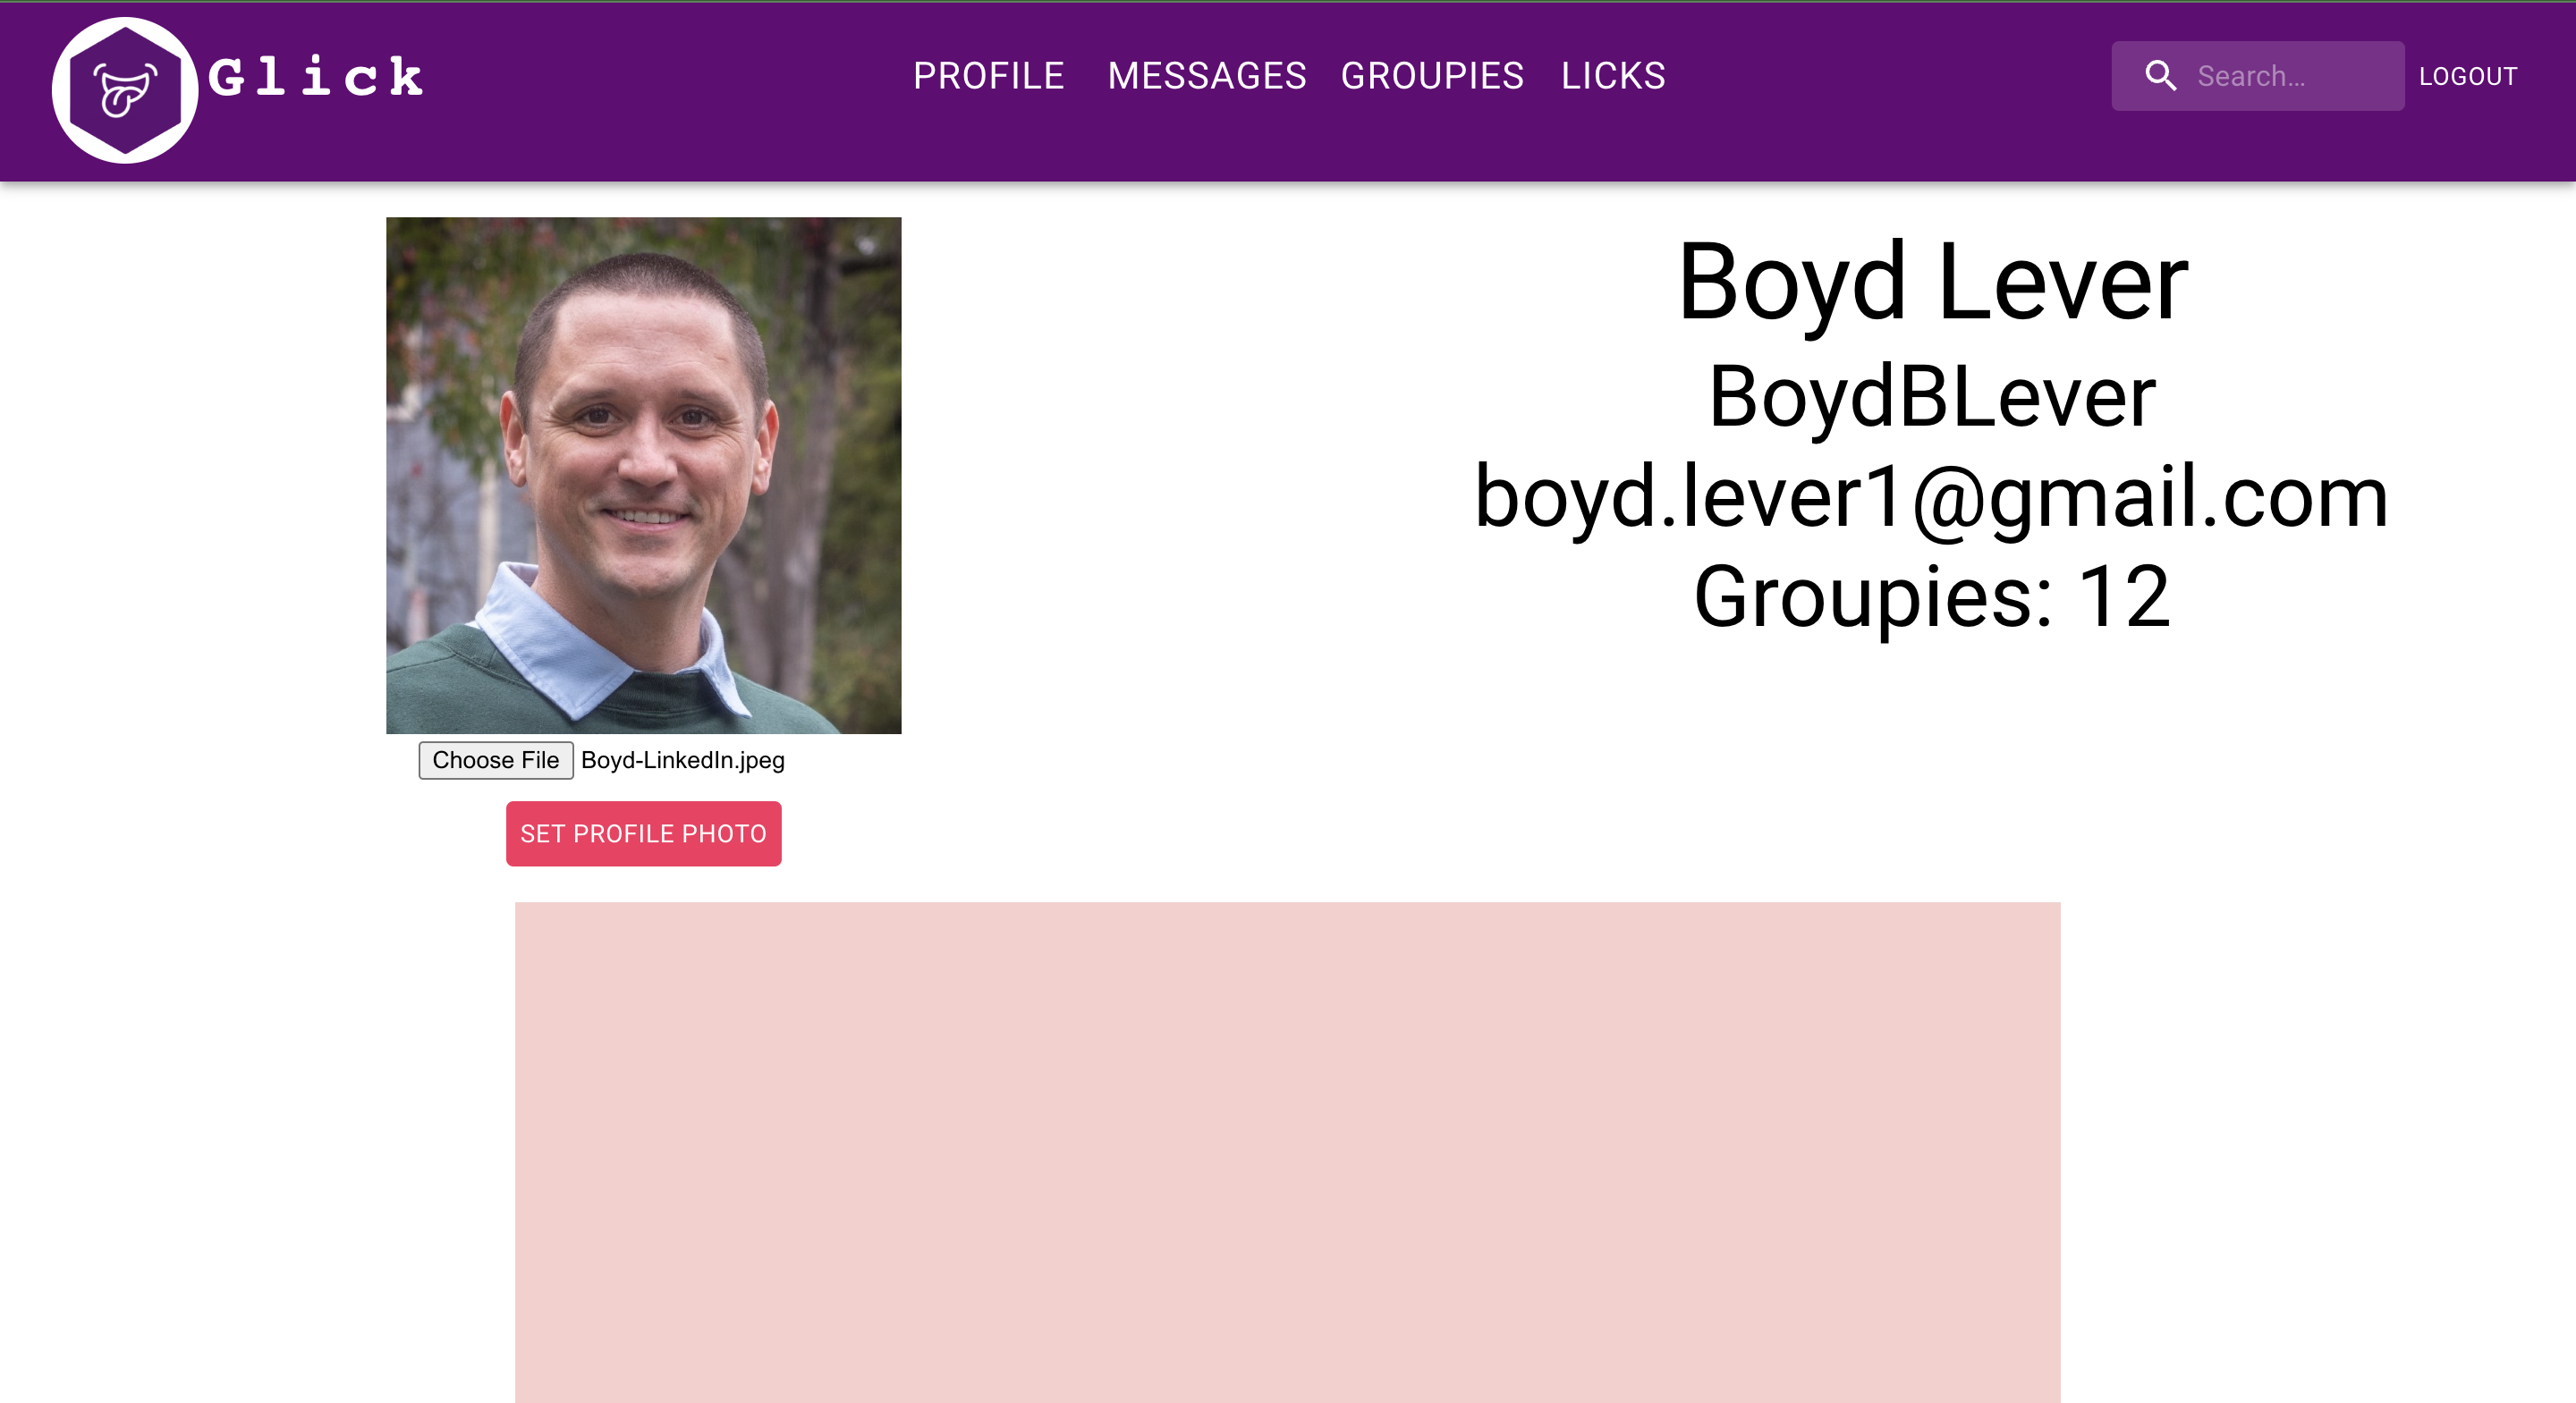 Glick
PROFILE MESSAGES GROUPIES LICKS
Search...
LOGOUT
Boyd Lever
BoydBLever
boyd.lever1@gmail.com
Groupies: 12
Choose File Boyd-LinkedIn.jpeg
SET PROFILE PHOTO